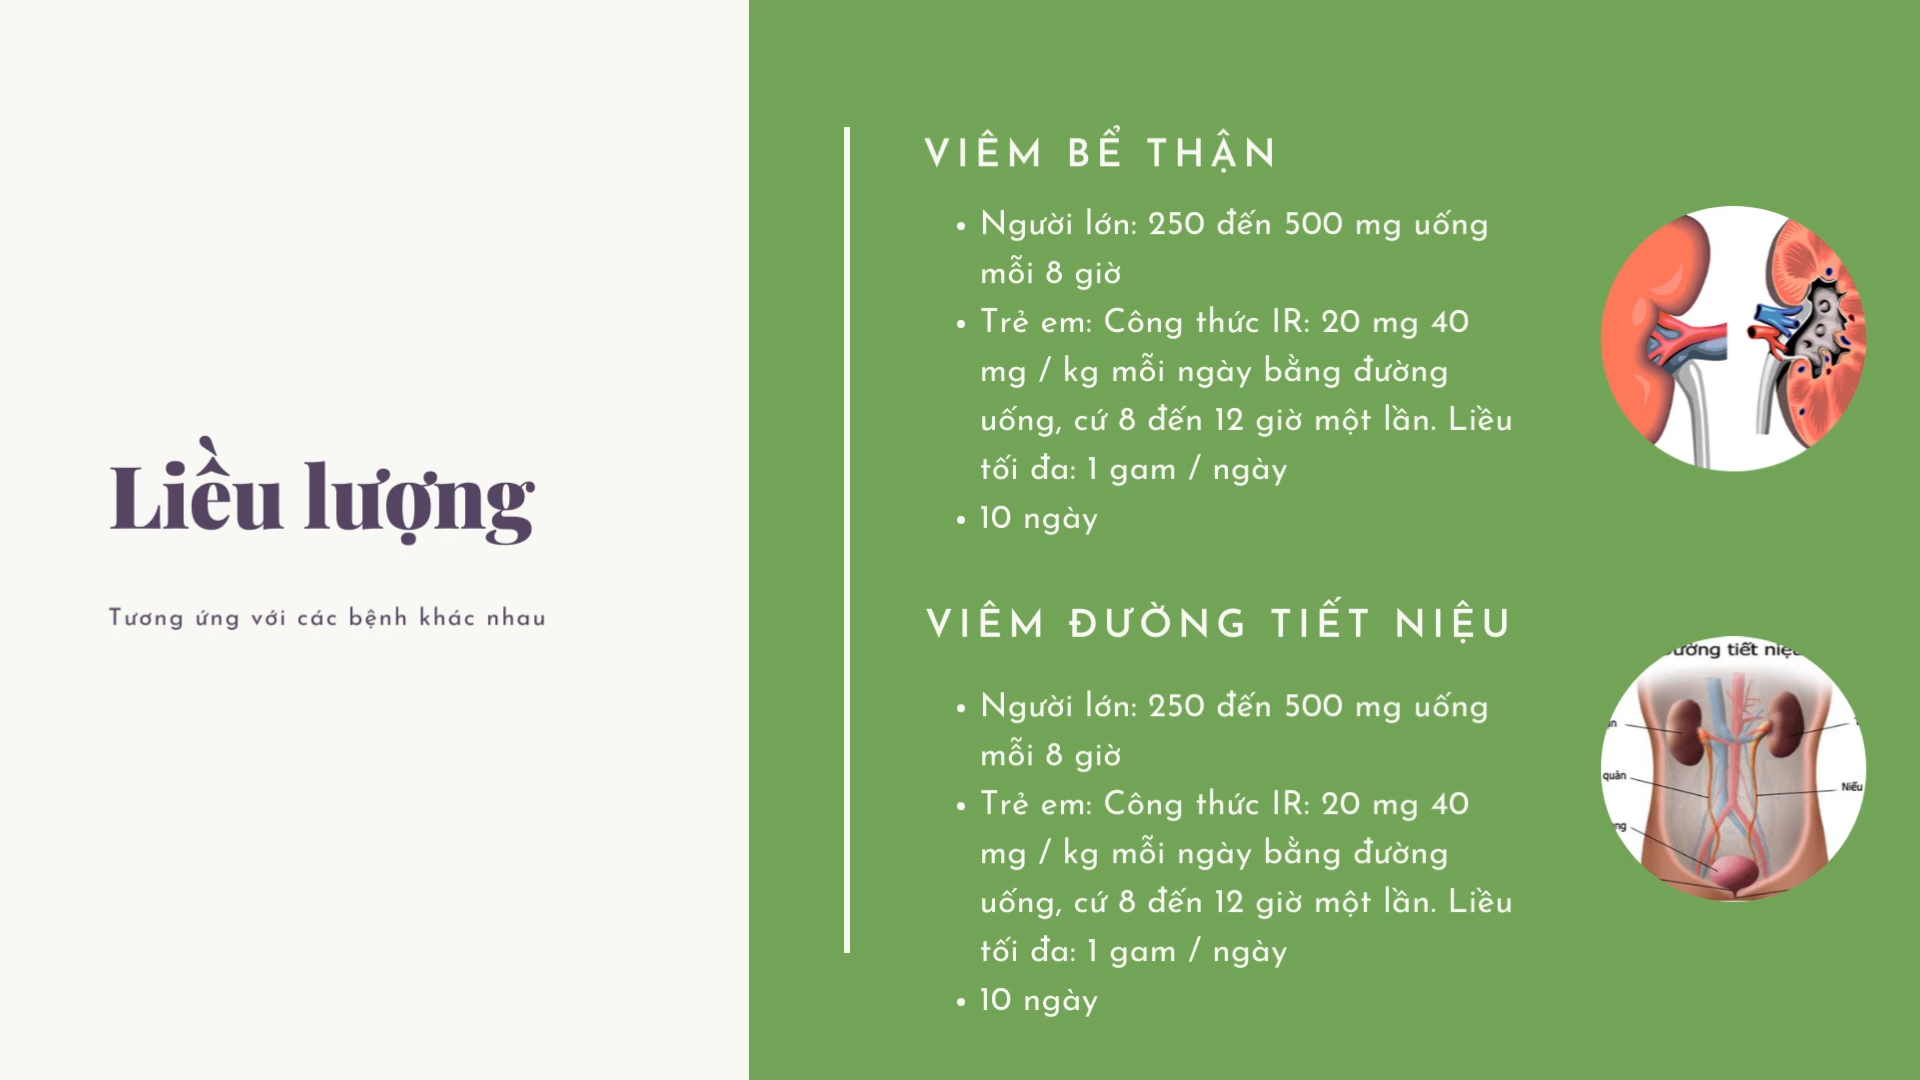 Liều lượng
Tương ứng với các bệnh khác nhau
VIÊM BỂ THẬN
• Người lớn: 250 đến 500 mg uống
mỗi 8 giờ
• Trẻ em: Công thức IR: 20 mg 40
mg / kg mỗi ngày bằng đường
uống, cứ 8 đến 12 giờ một lần. Liều
tối đa: 1 gam / ngày
• 10 ngày
VIÊM ĐƯỜNG TIẾT NIỆU
• Người lớn: 250 đến 500 mg uống
mỗi 8 giờ
• Trẻ em: Công thức IR: 20 mg 40
mg / kg mỗi ngày bằng đường
uống, cứ 8 đến 12 giờ một lần. Liều
tối đa: 1 gam / ngày
• 10 ngày
tiết
quản
Niếu